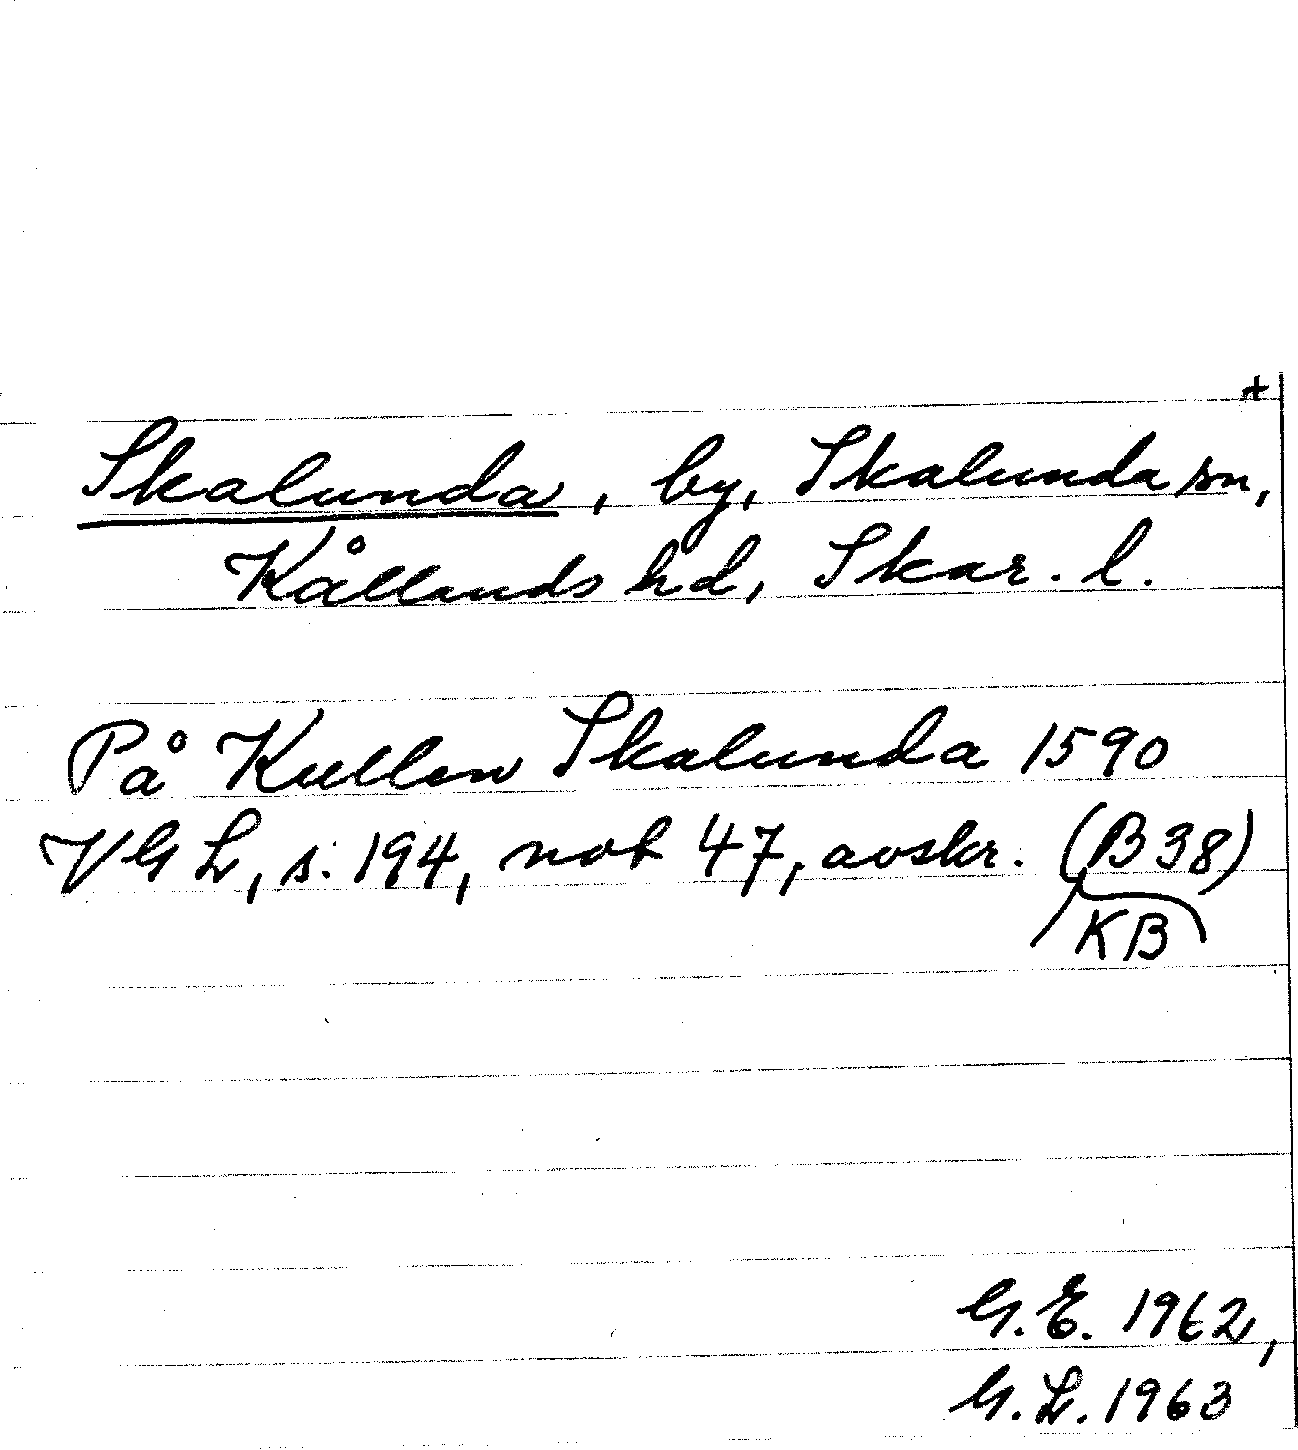 +
Skalunda, by, Skalunda sn,
Kållands hd, Skar. l.
På Kullen Skalunda 1590
VGL, s. 194, not 47, avskr. (B 38)
KB
G.E. 1962,
G.L. 1963